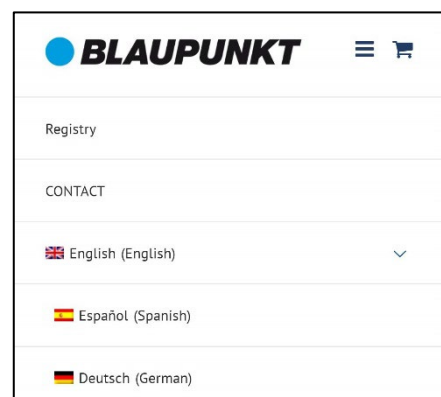 BLAUPUNKT
Registry
CONTACT
English (English)
Español (Spanish)
Deutsch (German)